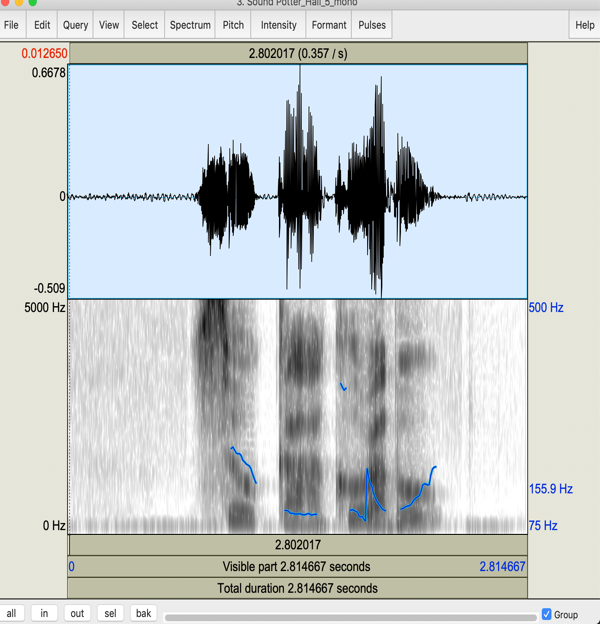 3. Sound Potter_Hall_5_mono
File Edit Query View Select Spectrum Pitch Intensity Formant Pulses Help
0.012650 2.802017 (0.357 / s)
0.6678
0
-0.509
5000 Hz 500 Hz
155.9 Hz
0 Hz 75 Hz
2.802017
0 Visible part 2.814667 seconds 2.814667
Total duration 2.814667 seconds
all in out sel bak Group